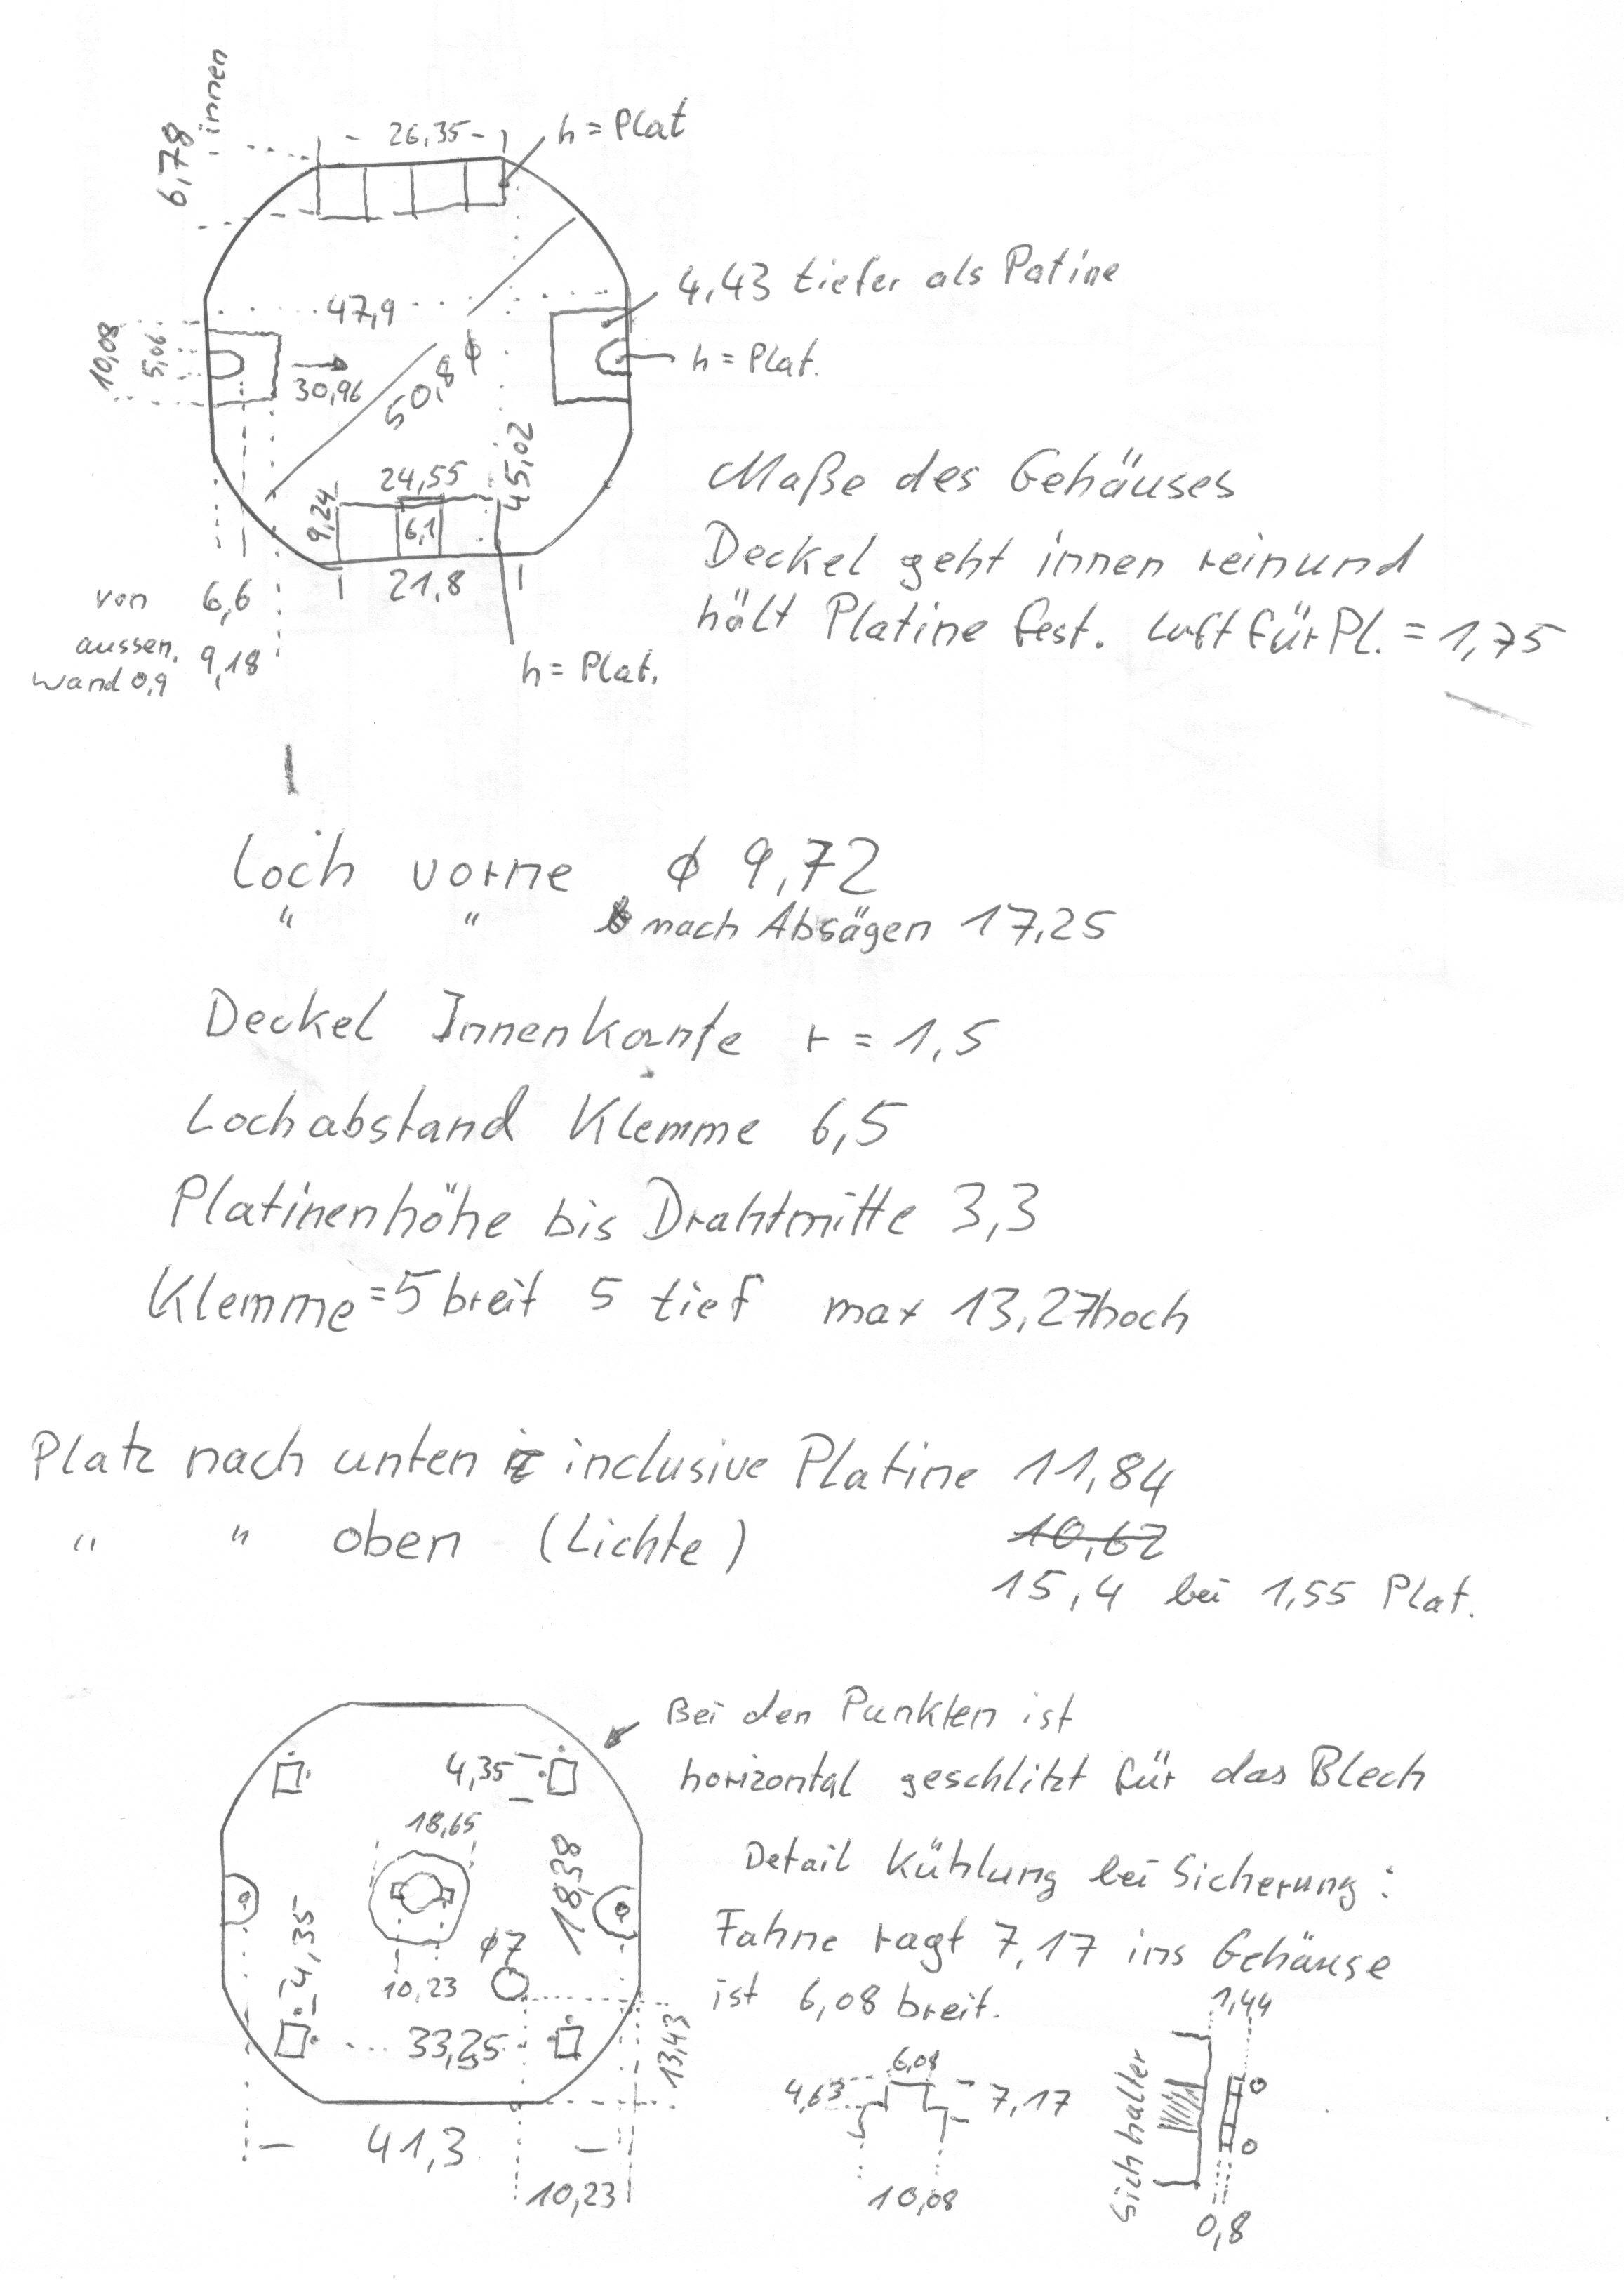 6,78 innen
- 26,35 -
h = Plat
4,43 tiefer als Patine
47,9
10,08
5,06
30,96
h = Plat.
50,8 ϕ
45,02
24,55
9,24
6,1
21,8
Maße des Gehäuses
Deckel geht innen rein und
hält Platine fest. Luft für Pl. = 1,75
von 6,6
aussen. 9,18
Wand 0,9
h = Plat.
Loch vorne ϕ 9,72
" " nach Absägen 17,25
Deckel Innenkante r = 1,5
Lochabstand Klemme 6,5
Platinenhöhe bis Drahtmitte 3,3
Klemme = 5 breit 5 tief max 13,27 hoch
Platz nach unten inclusive Platine 11,84
" " oben (Lichte) 10,62
15,4 bei 1,55 Plat.
Bei den Punkten ist
horizontal geschlitzt für das Blech
4,35
18,65
18,38
4,35
ϕ7
10,23
33,25
13,43
41,3
10,23
Detail Kühlung bei Sicherung:
Fahne ragt 7,17 ins Gehäuse
ist 6,08 breit.
6,08
4,63
7,17
10,08
1,44
Sich halter
0,8